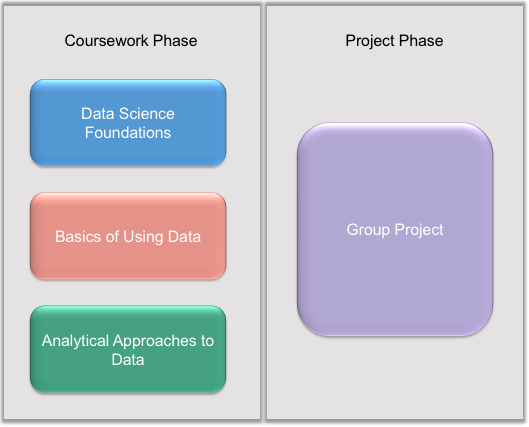 Coursework Phase
Data Science
Foundations
Basics of Using Data
Analytical Approaches to
Data
Project Phase
Group Project